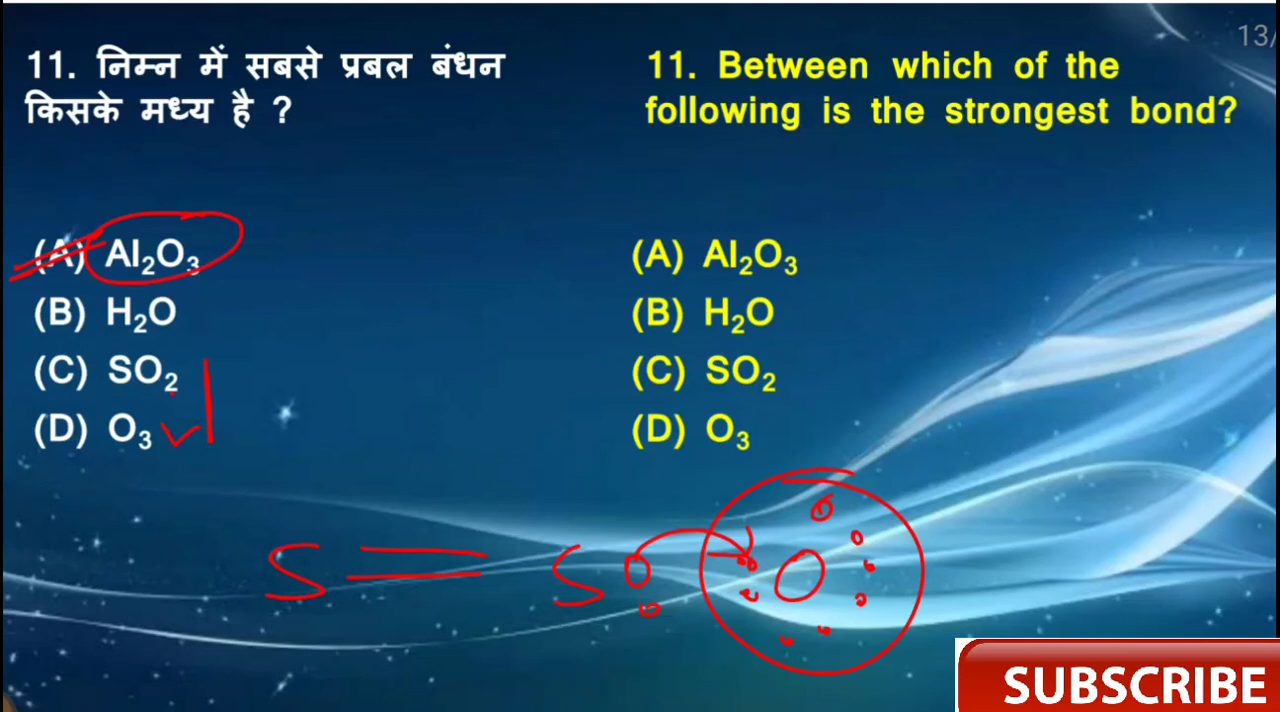 13/
11. निम्न में सबसे प्रबल बंधन
किसके मध्य है ?
(A) Al₂O₃
(B) H₂O
(C) SO₂
(D) O₃
11. Between which of the
following is the strongest bond?
(A) Al₂O₃
(B) H₂O
(C) SO₂
(D) O₃
S = S O
SUBSCRIBE